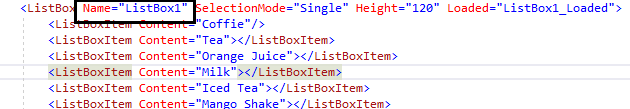 <ListBox Name="ListBox1" SelectionMode="Single" Height="120" Loaded="ListBox1_Loaded">
<ListBoxItem Content="Coffie"/>
<ListBoxItem Content="Tea"></ListBoxItem>
<ListBoxItem Content="Orange Juice"></ListBoxItem>
<ListBoxItem Content="Milk"></ListBoxItem>
<ListBoxItem Content="Iced Tea"></ListBoxItem>
<ListBoxItem Content="Mango Shake"></ListBoxItem>